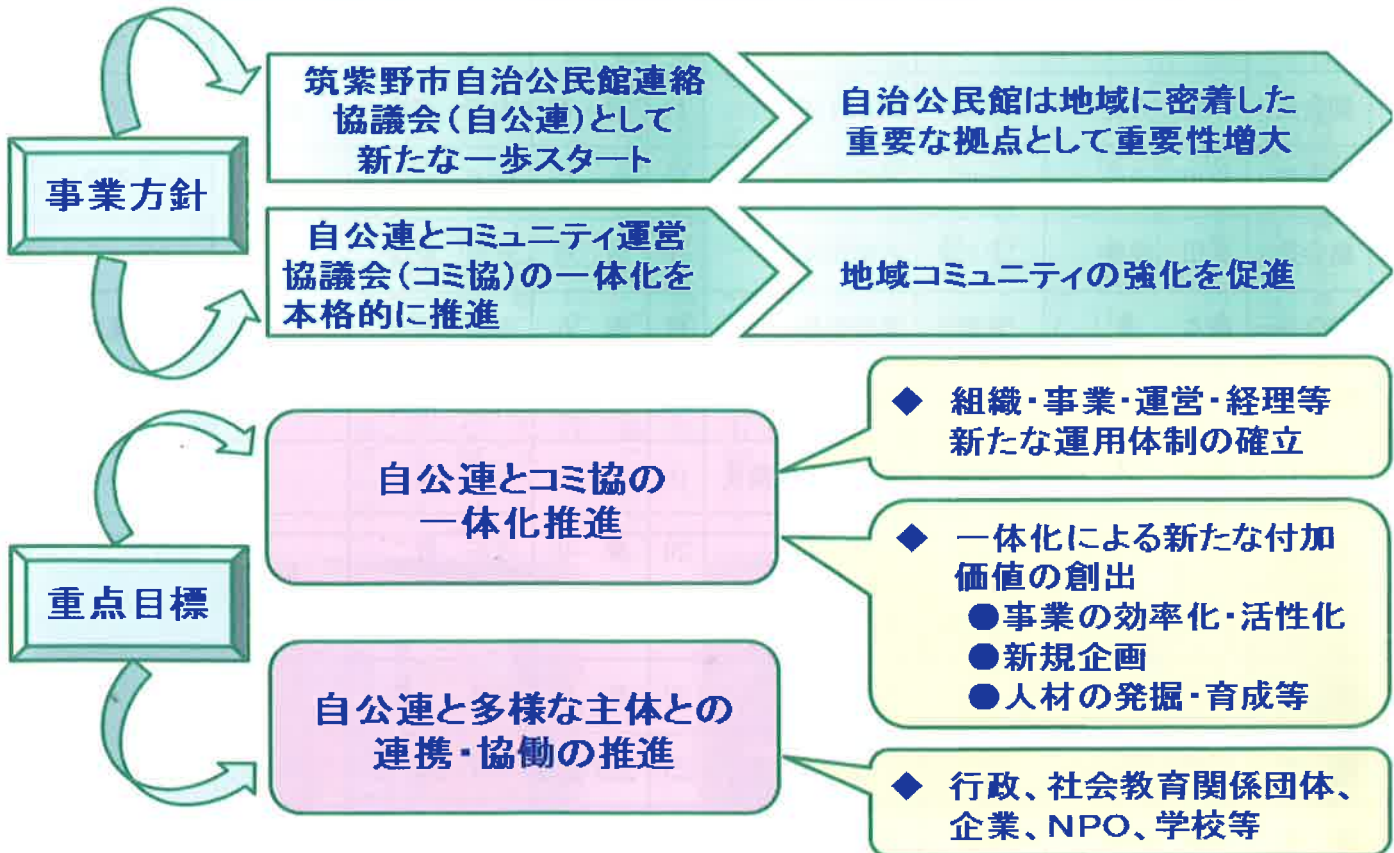 事業方針
筑紫野市自治公民館連絡
協議会(自公連)として
新たな一歩スタート
自治公民館は地域に密着した
重要な拠点として重要性増大
自公連とコミュニティ運営
協議会(コミ協)の一体化を
本格的に推進
地域コミュニティの強化を促進
重点目標
自公連とコミ協の
一体化推進
◆ 組織・事業・運営・経理等
新たな運用体制の確立
◆ 一体化による新たな付加
価値の創出
●事業の効率化・活性化
●新規企画
●人材の発掘・育成等
自公連と多様な主体との
連携・協働の推進
◆ 行政、社会教育関係団体、
企業、NPO、学校等